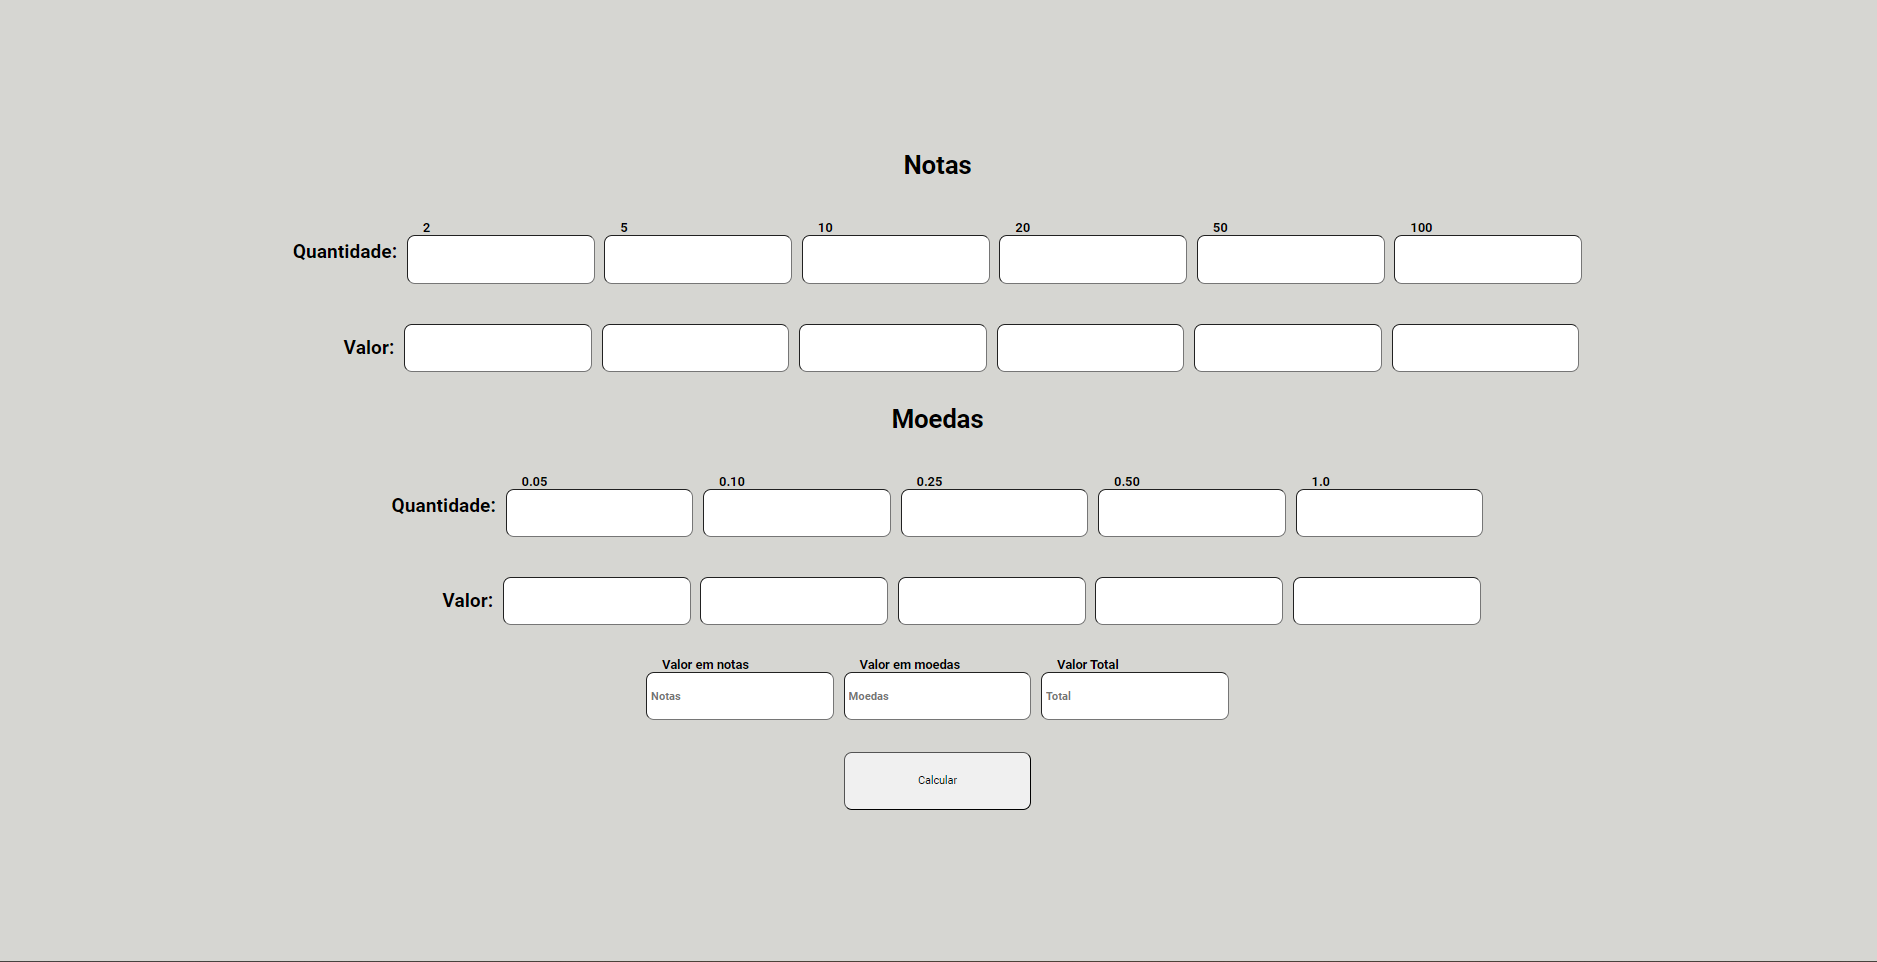 Notas
2 5 10 20 50 100
Quantidade:
Valor:
Moedas
0.05 0.10 0.25 0.50 1.0
Quantidade:
Valor:
Valor em notas Valor em moedas Valor Total
Notas Moedas Total
Calcular